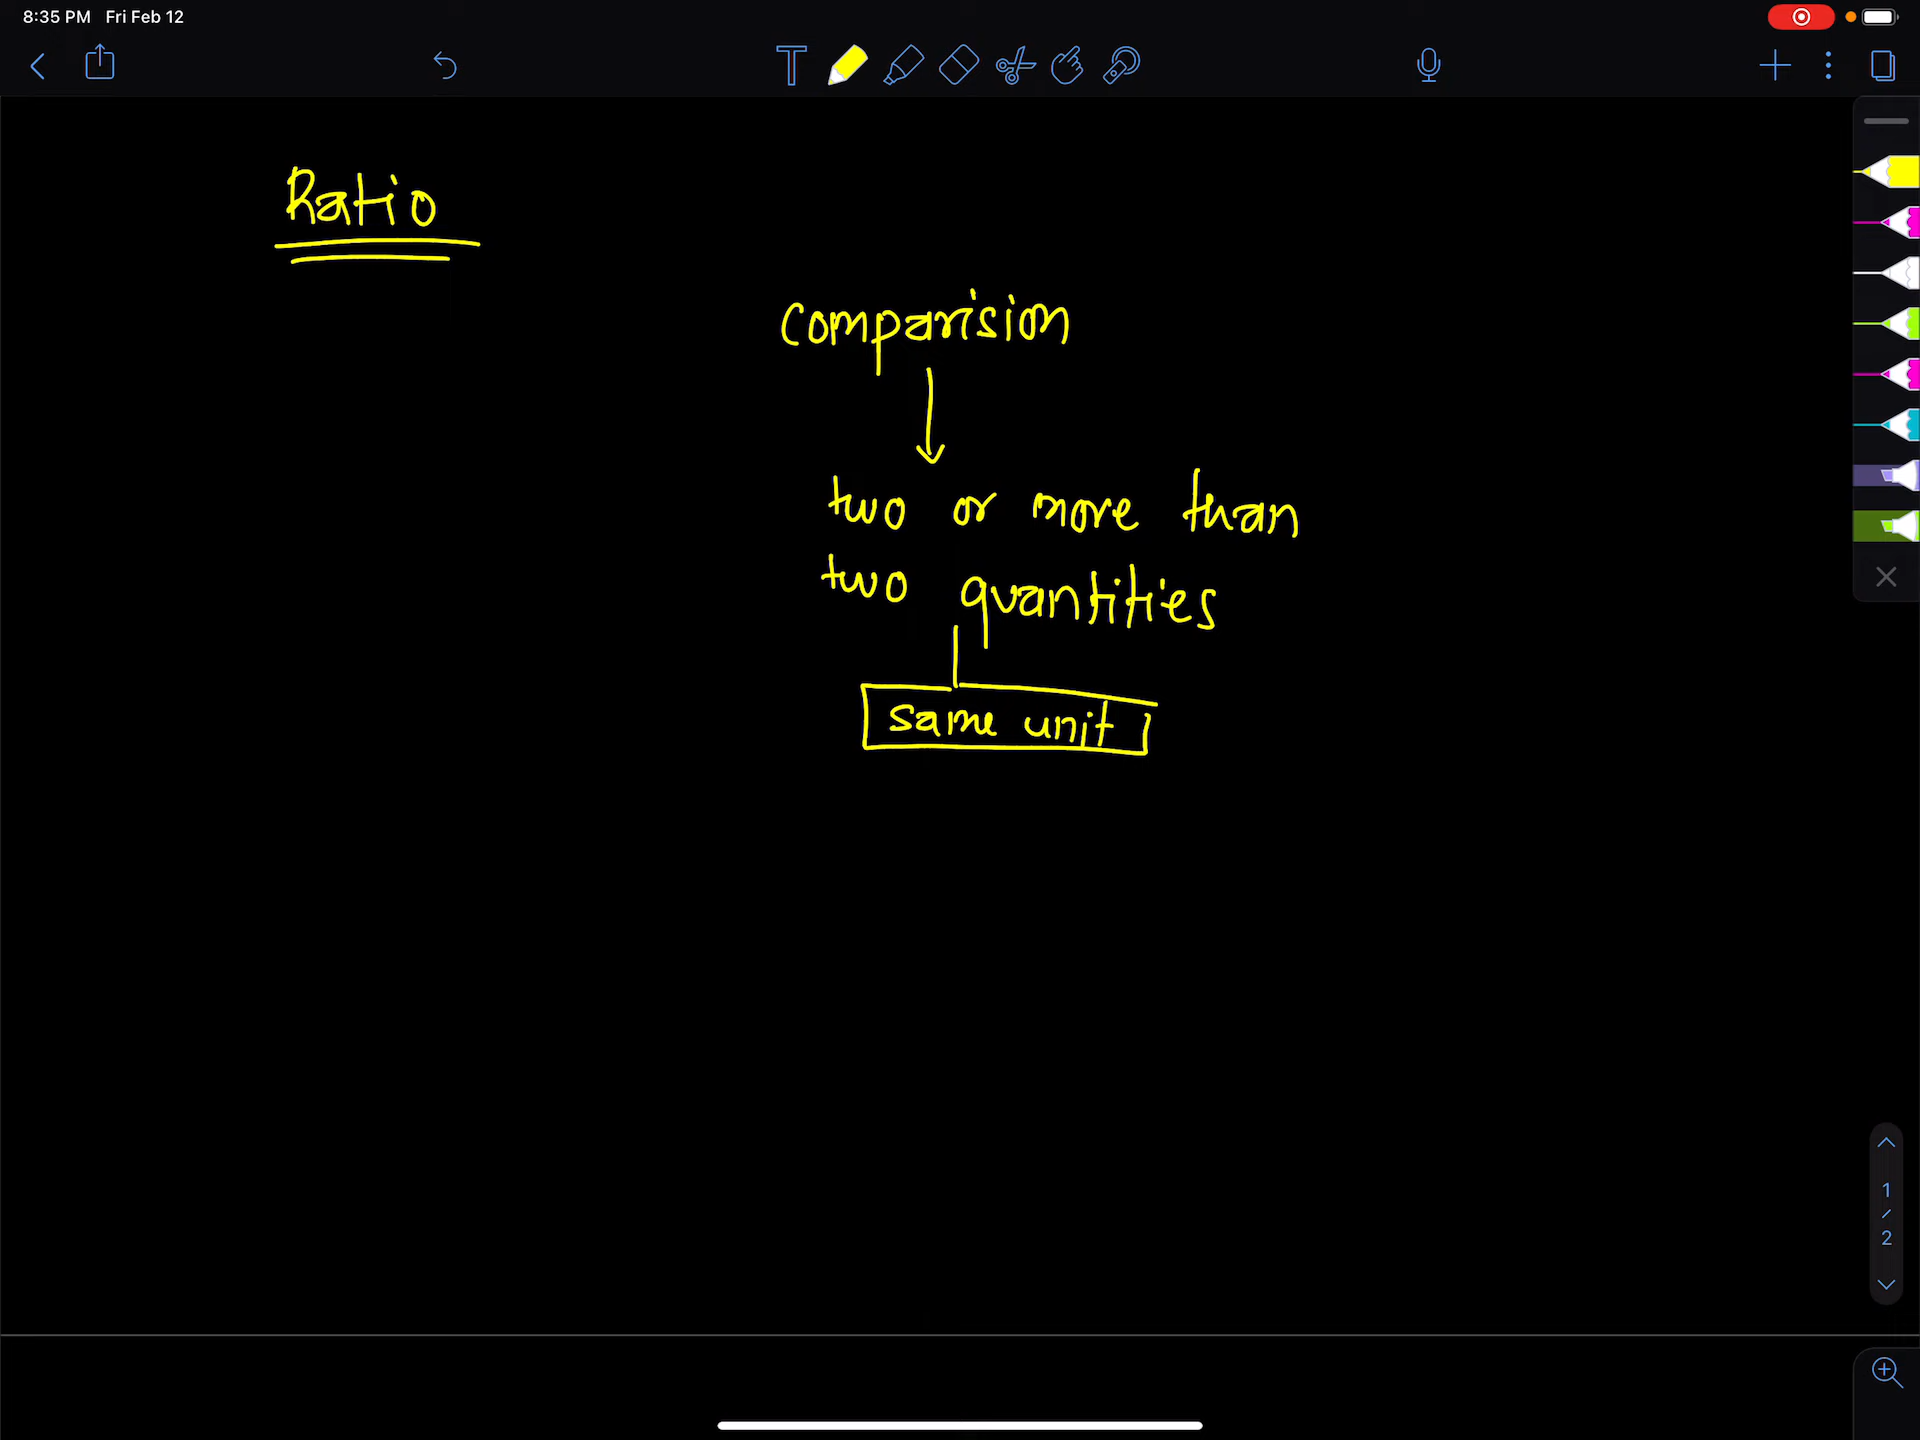 8:35 PM Fri Feb 12
Ratio
comparision
two or more than
two quantities
same unit
1
/
2